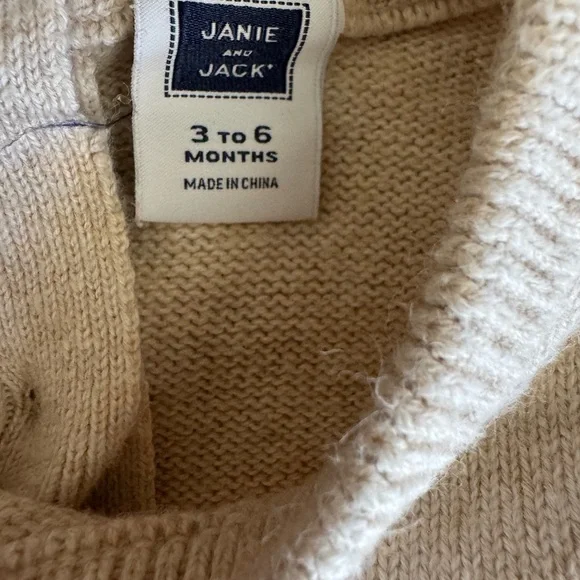 JANIE
AND
JACK
3 TO 6
MONTHS
MADE IN CHINA